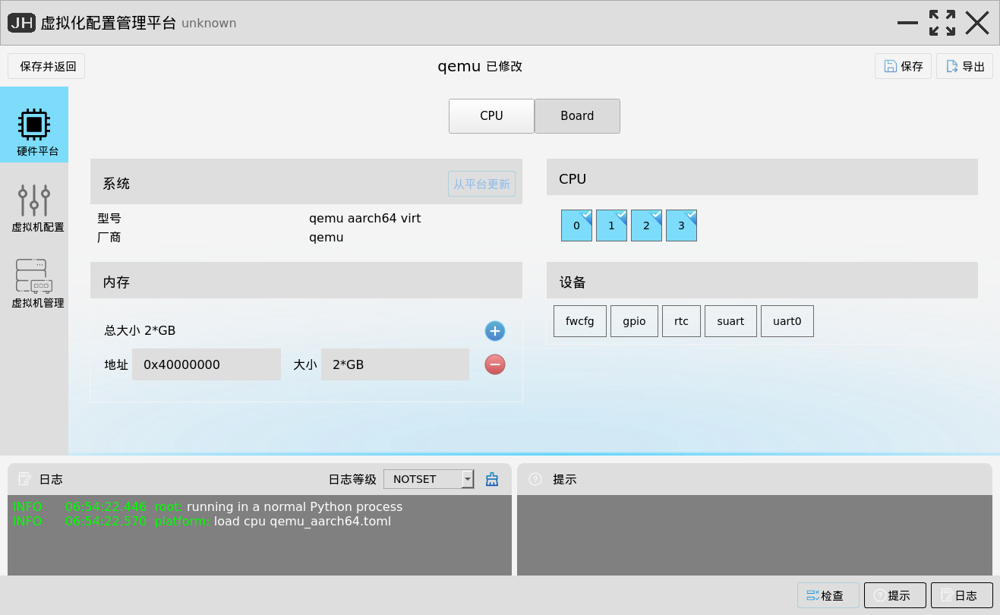 JH 虚拟化配置管理平台 unknown
保存并返回 qemu 已修改 保存 导出
CPU Board
硬件平台
虚拟机配置
虚拟机管理
系统 从平台更新
型号 qemu aarch64 virt
厂商 qemu
CPU
0 1 2 3
内存
总大小 2*GB
地址 0x40000000 大小 2*GB
设备
fwcfg gpio rtc suart uart0
日志 日志等级 NOTSET
INFO 06:54:22.446 root: running in a normal Python process
INFO 06:54:22.570 platform: load cpu qemu_aarch64.toml
提示
检查 提示 日志